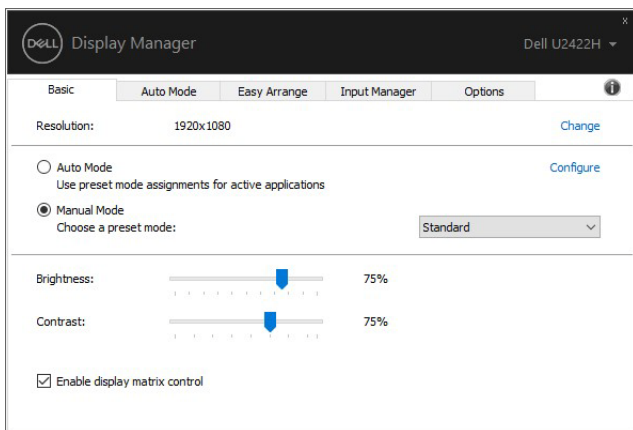 DELL Display Manager
Dell U2422H
x
Basic Auto Mode Easy Arrange Input Manager Options i
Resolution: 1920x1080 Change
Auto Mode Configure
Use preset mode assignments for active applications
Manual Mode
Choose a preset mode: Standard
Brightness: 75%
Contrast: 75%
Enable display matrix control